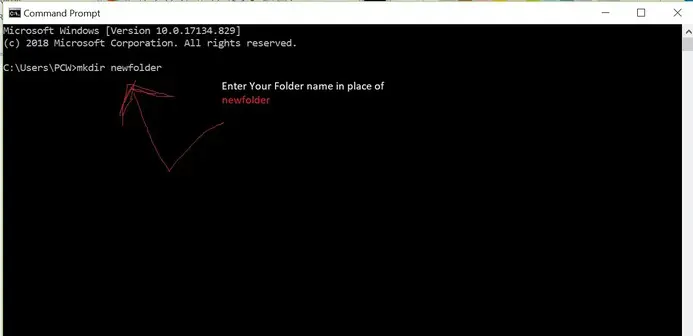 Command Prompt
Microsoft Windows [Version 10.0.17134.829]
(c) 2018 Microsoft Corporation. All rights reserved.
C:\Users\PCW>mkdir newfolder
Enter Your Folder name in place of
newfolder